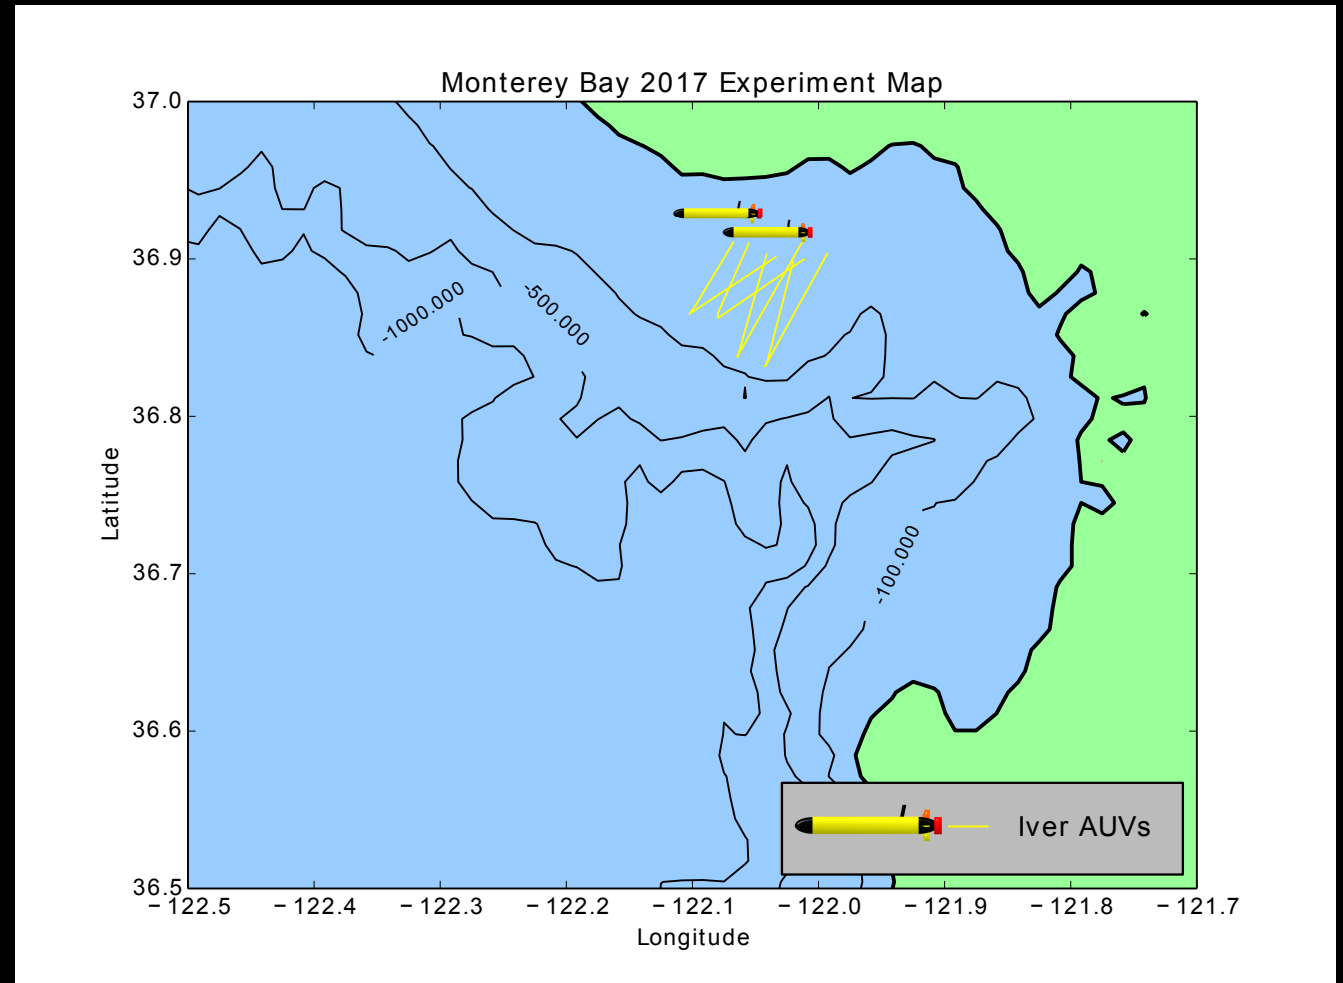 Monterey Bay 2017 Experiment Map
37.0
36.9
36.8
36.7
36.6
36.5
Latitude
-1000.000
-500.000
-100.000
Iver AUVs
−122.5 −122.4 −122.3 −122.2 −122.1 −122.0 −121.9 −121.8 −121.7
Longitude